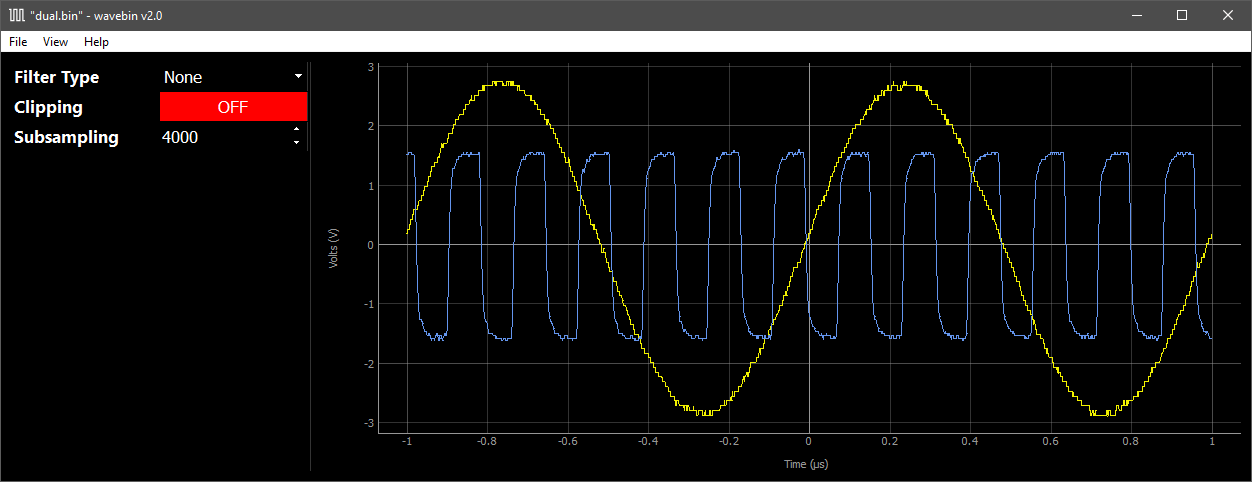 "dual.bin" - wavebin v2.0
File View Help
Filter Type None
Clipping OFF
Subsampling 4000
3
2
1
0
-1
-2
-3
Volts (V)
-1 -0.8 -0.6 -0.4 -0.2 0 0.2 0.4 0.6 0.8 1
Time (µs)